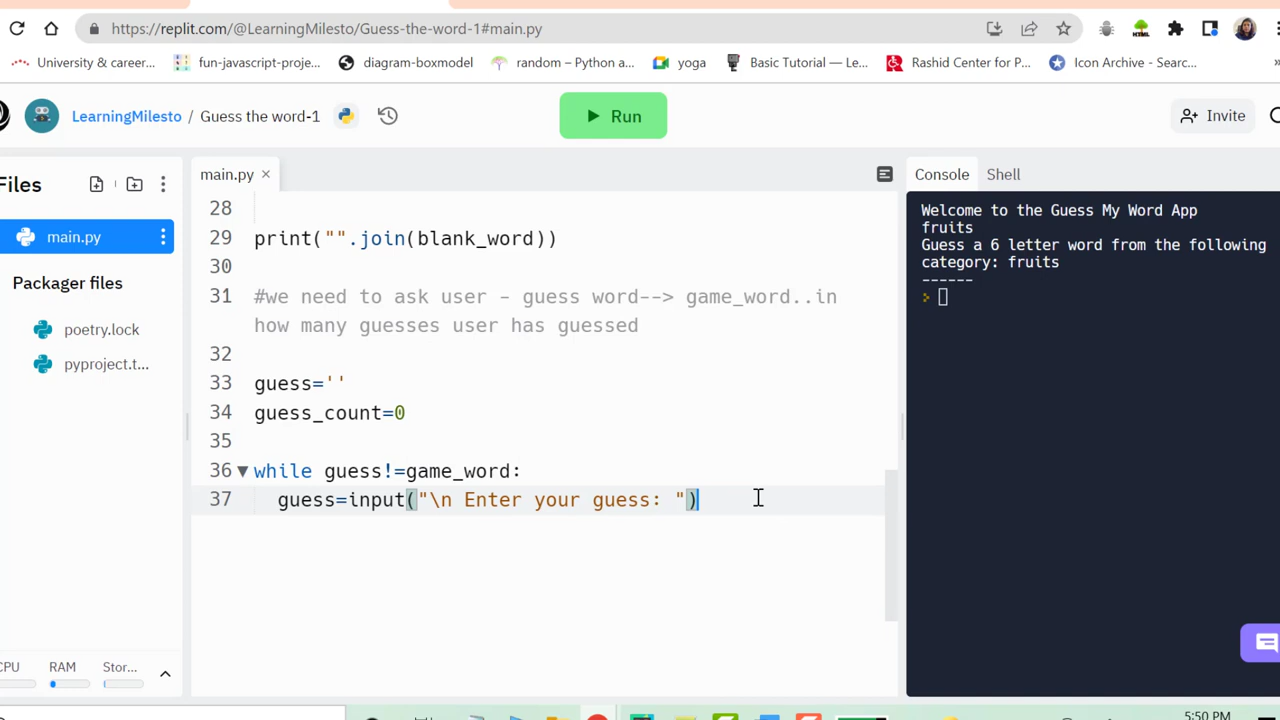 https://replit.com/@LearningMilesto/Guess-the-word-1#main.py
University & career... fun-javascript-proje... diagram-boxmodel random – Python a... yoga Basic Tutorial — Le... Rashid Center for P... Icon Archive - Searc... »
LearningMilesto / Guess the word-1 Run Invite
Files main.py × Console Shell
main.py
Packager files
poetry.lock
pyproject.t...
28
29 print("".join(blank_word))
30
31 #we need to ask user - guess word--> game_word..in
how many guesses user has guessed
32
33 guess=''
34 guess_count=0
35
36 while guess!=game_word:
37 guess=input("\n Enter your guess: ")
Welcome to the Guess My Word App
fruits
Guess a 6 letter word from the following
category: fruits
------
CPU RAM Stor...
5:50 PM